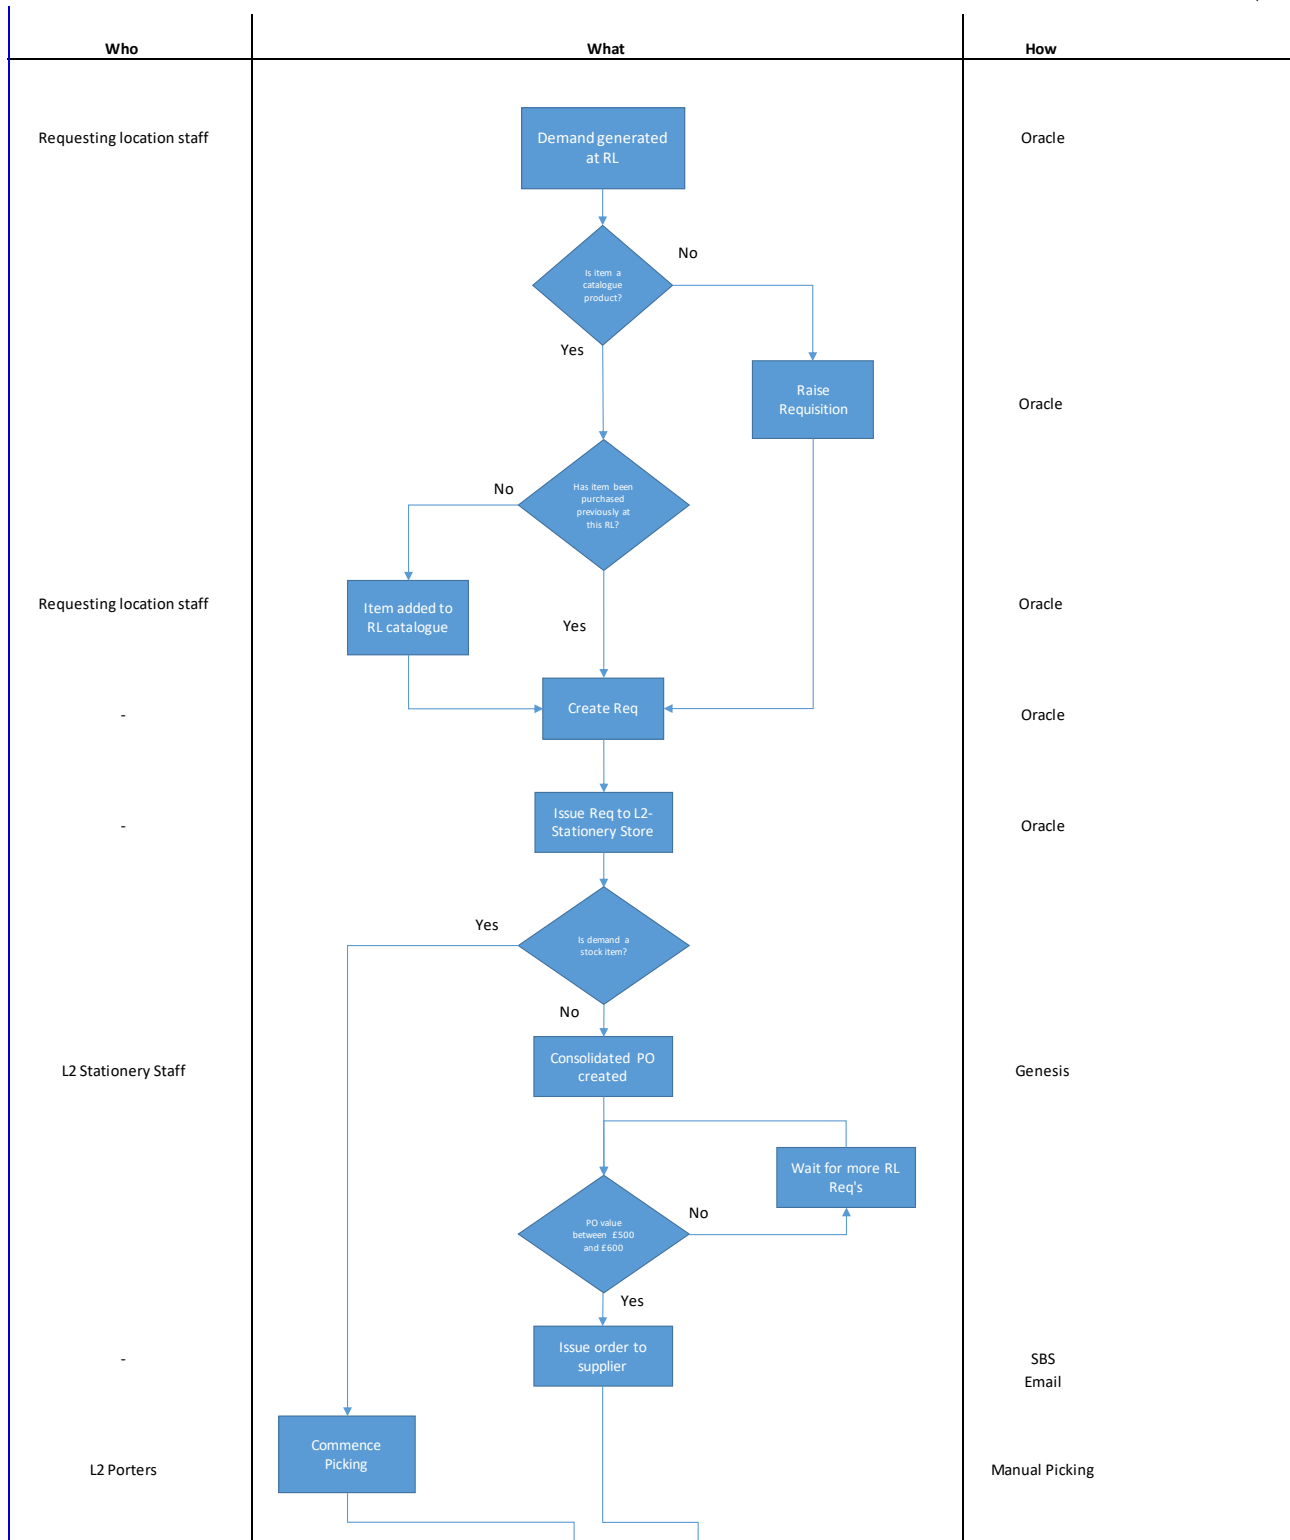 Who
What
How
Requesting location staff
Demand generated
at RL
Oracle
No
Is item a
catalogue
product?
Yes
Raise
Requisition
Oracle
No
Has item been
purchased
previously at
this RL?
Requesting location staff
Item added to
RL catalogue
Oracle
Yes
-
Create Req
Oracle
-
Issue Req to L2-
Stationery Store
Oracle
Yes
Is demand a
stock item?
No
L2 Stationery Staff
Consolidated PO
created
Genesis
Wait for more RL
Req's
No
PO value
between £500
and £600
Yes
-
Issue order to
supplier
SBS
Email
L2 Porters
Commence
Picking
Manual Picking